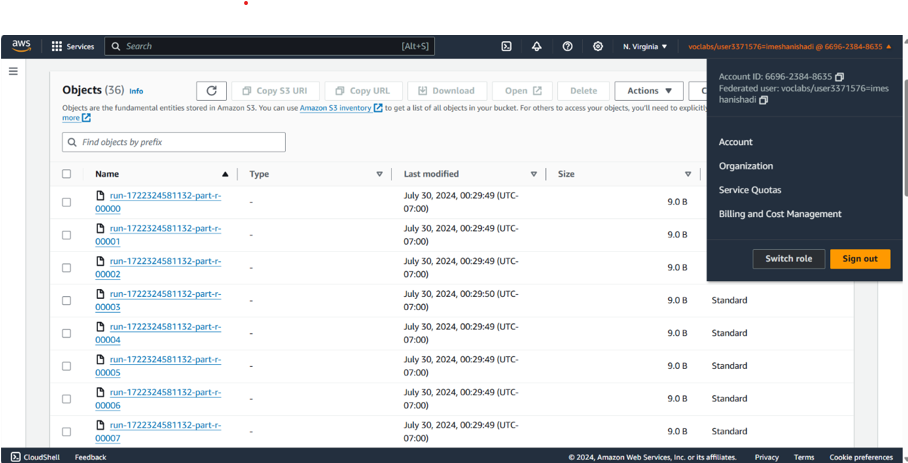 aws
Services
Search
[Alt+S]
N. Virginia
voclabs/user3371576=imeshanishadi @ 6696-2384-8635
Account ID: 6696-2384-8635
Federated user: voclabs/user3371576=imes
hanishadi
Account
Organization
Service Quotas
Billing and Cost Management
Switch role
Sign out
Objects (36) Info
Copy S3 URI
Copy URL
Download
Open
Delete
Actions
Objects are the fundamental entities stored in Amazon S3. You can use Amazon S3 inventory to get a list of all objects in your bucket. For others to access your objects, you'll need to explicitly
more
Find objects by prefix
Name Type Last modified Size
run-1722324581132-part-r- - July 30, 2024, 00:29:49 (UTC- 9.0 B
00000 07:00)
run-1722324581132-part-r- - July 30, 2024, 00:29:49 (UTC- 9.0 B
00001 07:00)
run-1722324581132-part-r- - July 30, 2024, 00:29:49 (UTC- 9.0 B
00002 07:00)
run-1722324581132-part-r- - July 30, 2024, 00:29:50 (UTC- 9.0 B Standard
00003 07:00)
run-1722324581132-part-r- - July 30, 2024, 00:29:49 (UTC- 9.0 B Standard
00004 07:00)
run-1722324581132-part-r- - July 30, 2024, 00:29:49 (UTC- 9.0 B Standard
00005 07:00)
run-1722324581132-part-r- - July 30, 2024, 00:29:49 (UTC- 9.0 B Standard
00006 07:00)
run-1722324581132-part-r- - July 30, 2024, 00:29:49 (UTC- 9.0 B Standard
00007 07:00)
CloudShell Feedback © 2024, Amazon Web Services, Inc. or its affiliates. Privacy Terms Cookie preferences